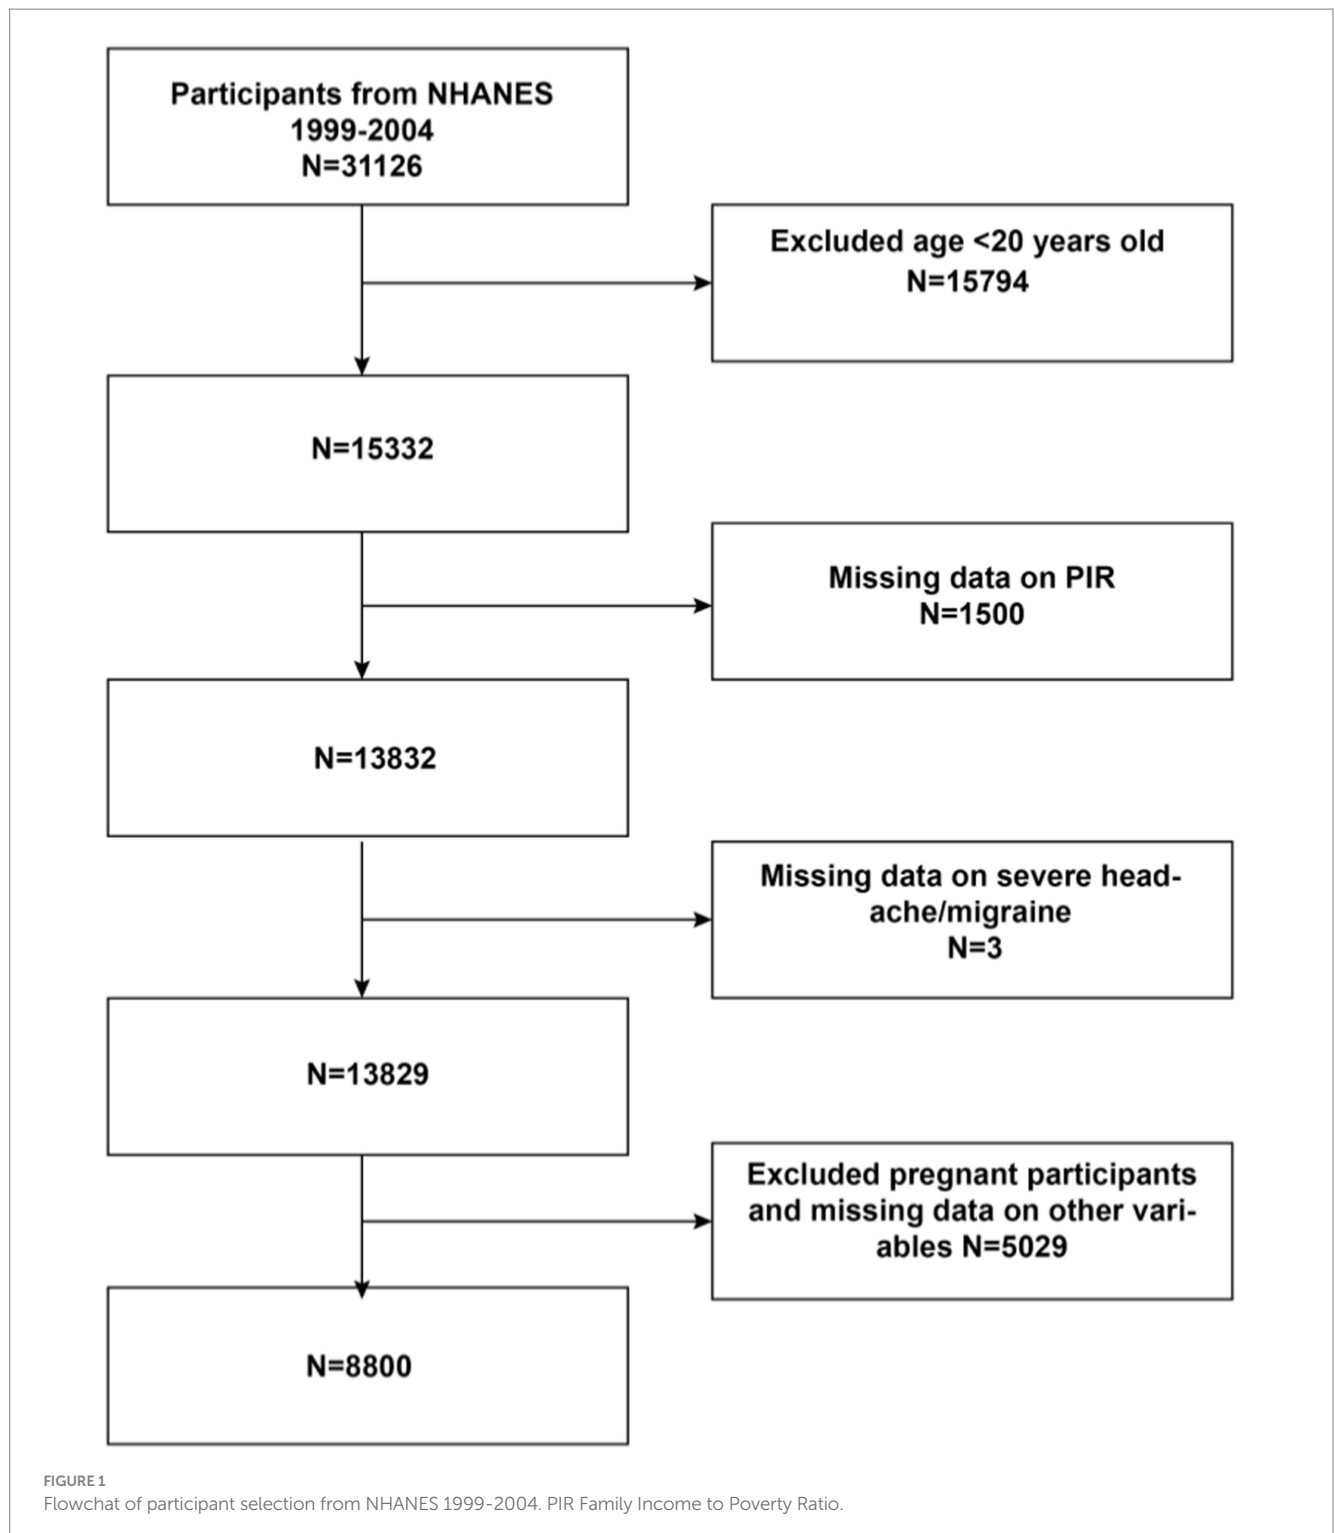 Participants from NHANES
1999-2004
N=31126
Excluded age <20 years old
N=15794
N=15332
Missing data on PIR
N=1500
N=13832
Missing data on severe head-
ache/migraine
N=3
N=13829
Excluded pregnant participants
and missing data on other vari-
ables N=5029
N=8800
FIGURE 1
Flowchat of participant selection from NHANES 1999-2004. PIR Family Income to Poverty Ratio.